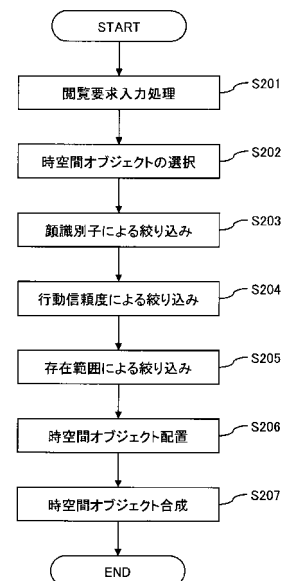 START
閲覧要求入力処理
S201
時空間オブジェクトの選択
S202
顔識別子による絞り込み
S203
行動信頼度による絞り込み
S204
存在範囲による絞り込み
S205
時空間オブジェクト配置
S206
時空間オブジェクト合成
S207
END